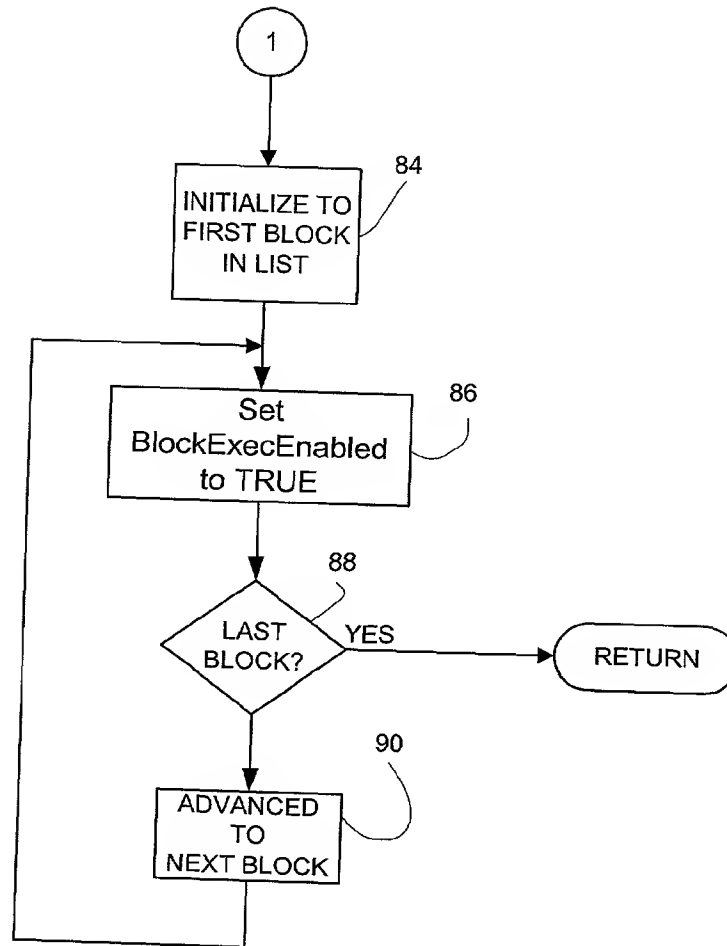 1
84
INITIALIZE TO
FIRST BLOCK
IN LIST
86
Set
BlockExecEnabled
to TRUE
88
LAST
BLOCK?
YES
RETURN
90
ADVANCED
TO
NEXT BLOCK